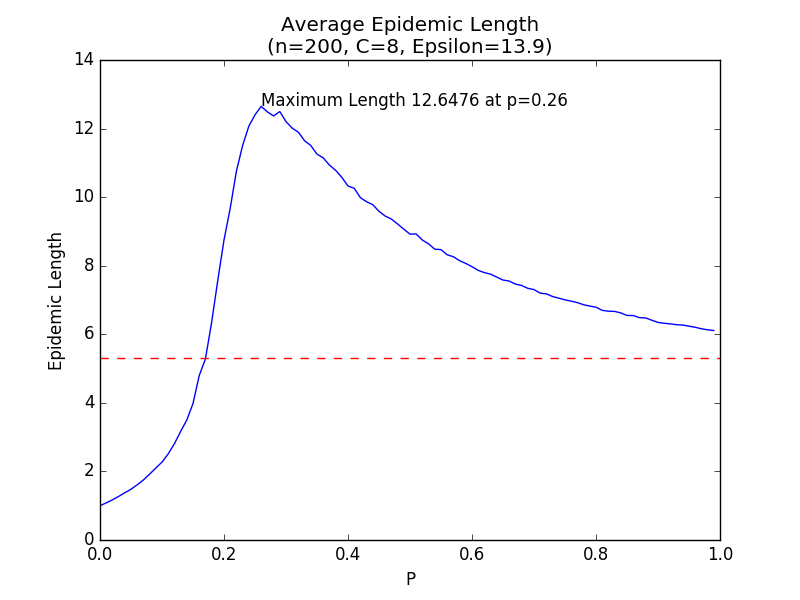 Average Epidemic Length
(n=200, C=8, Epsilon=13.9)
14
Maximum Length 12.6476 at p=0.26
12
10
8
6
4
2
0
Epidemic Length
0.0 0.2 0.4 0.6 0.8 1.0
P